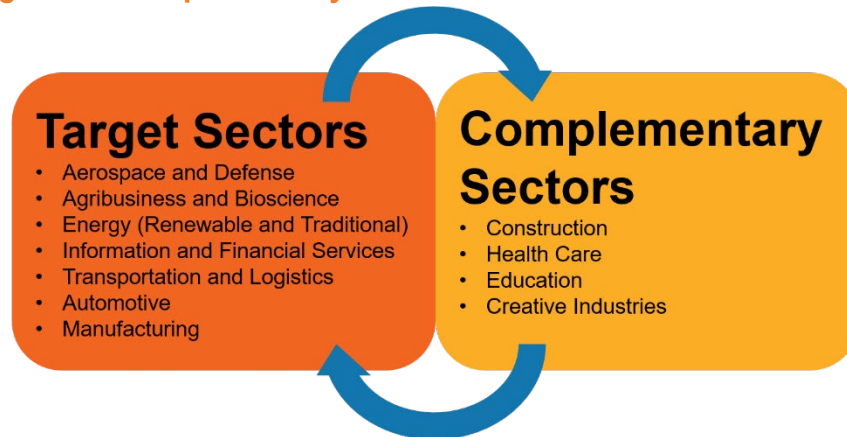 Target Sectors
• Aerospace and Defense
• Agribusiness and Bioscience
• Energy (Renewable and Traditional)
• Information and Financial Services
• Transportation and Logistics
• Automotive
• Manufacturing
Complementary
Sectors
• Construction
• Health Care
• Education
• Creative Industries